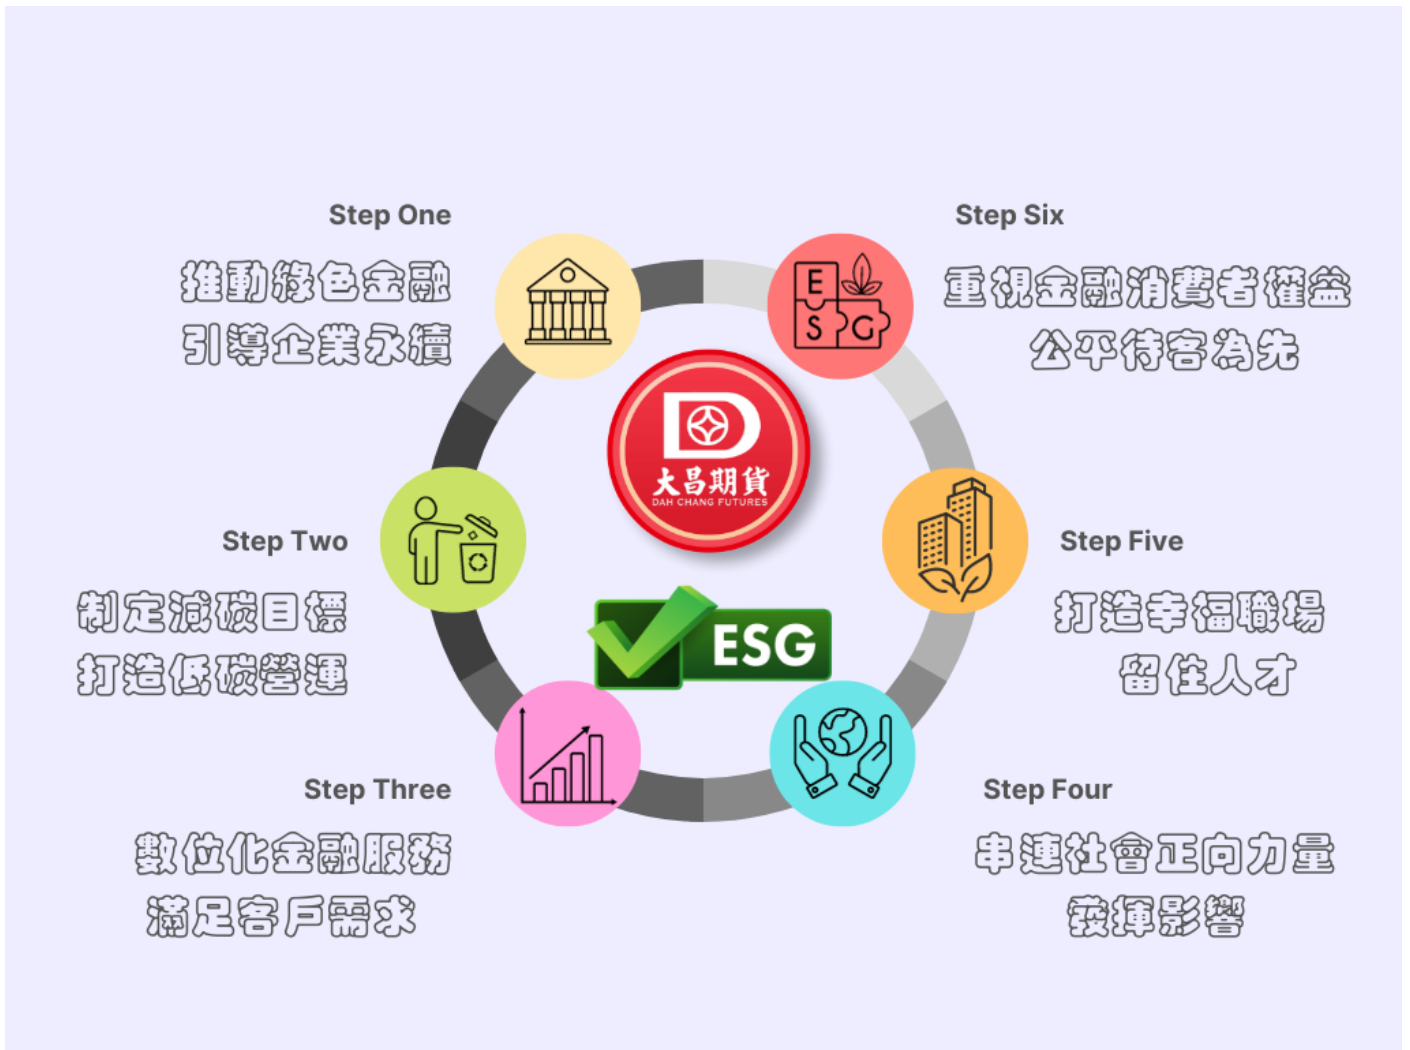 Step One
推動綠色金融
引導企業永續
Step Two
制定減碳目標
打造低碳營運
Step Three
數位化金融服務
滿足客戶需求
Step Four
串連社會正向力量
發揮影響
Step Five
打造幸福職場
留住人才
Step Six
重視金融消費者權益
公平待客為先
E
S G
D
大昌期貨
DAH CHANG FUTURES
ESG